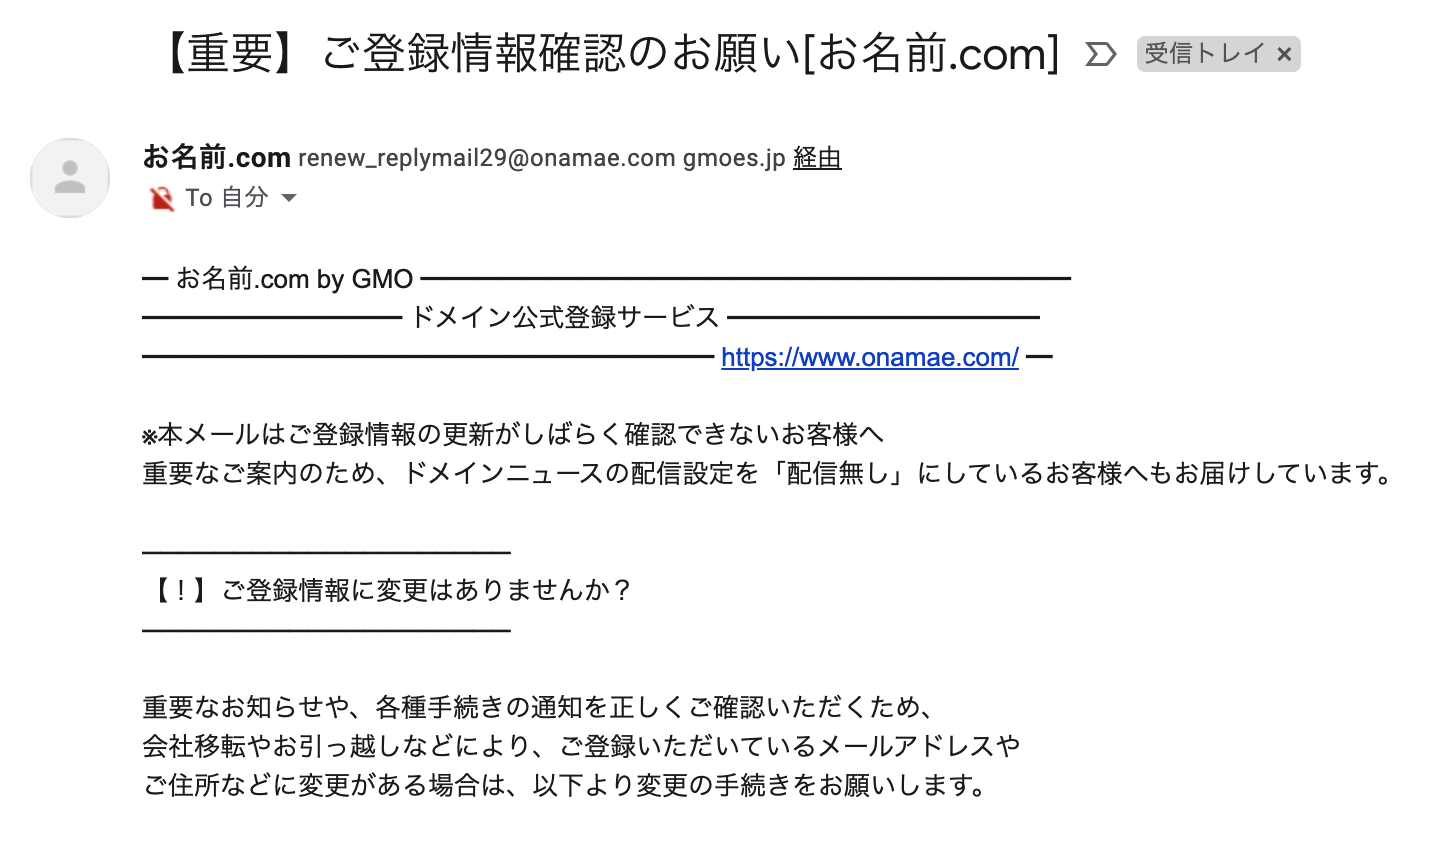 【重要】ご登録情報確認のお願い[お名前.com] 受信トレイ ×
お名前.com renew_replymail29@onamae.com gmoes.jp 経由
To 自分
━ お名前.com by GMO ━━━━━━━━━━━━━━━━━━━━━━━━━
━━━━━━━━━━ ドメイン公式登録サービス ━━━━━━━━━━━━
━━━━━━━━━━━━━━━━━━━━━━ https://www.onamae.com/ ━
※本メールはご登録情報の更新がしばらく確認できないお客様へ
重要なご案内のため、ドメインニュースの配信設定を「配信無し」にしているお客様へもお届けしています。
――――――――――――――
【！】ご登録情報に変更はありませんか？
――――――――――――――
重要なお知らせや、各種手続きの通知を正しくご確認いただくため、
会社移転やお引っ越しなどにより、ご登録いただいているメールアドレスや
ご住所などに変更がある場合は、以下より変更の手続きをお願いします。